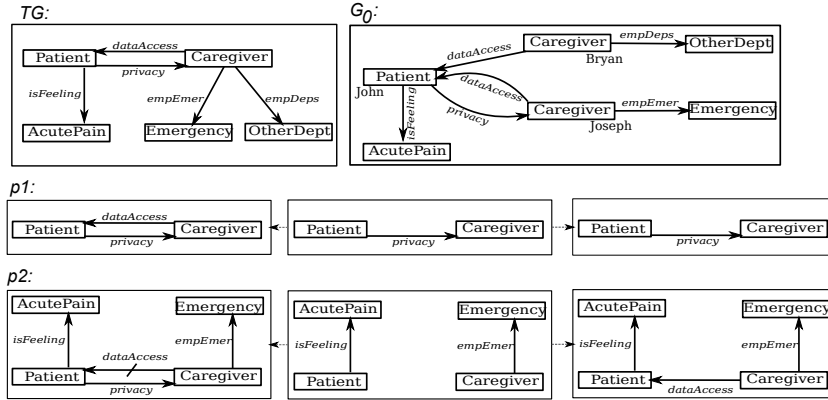 TG:
G0:
Patient
dataAccess
privacy
Caregiver
isFeeling
empEmer
empDeps
AcutePain
Emergency
OtherDept
Caregiver
empDeps
OtherDept
Bryan
dataAccess
Patient
John
dataAccess
isFeeling
privacy
Caregiver
empEmer
Emergency
Joseph
AcutePain
p1:
Patient
dataAccess
privacy
Caregiver
Patient
privacy
Caregiver
Patient
privacy
Caregiver
p2:
AcutePain
Emergency
isFeeling
dataAccess
empEmer
Patient
privacy
Caregiver
AcutePain
Emergency
isFeeling
empEmer
Patient
Caregiver
AcutePain
Emergency
isFeeling
empEmer
Patient
dataAccess
Caregiver